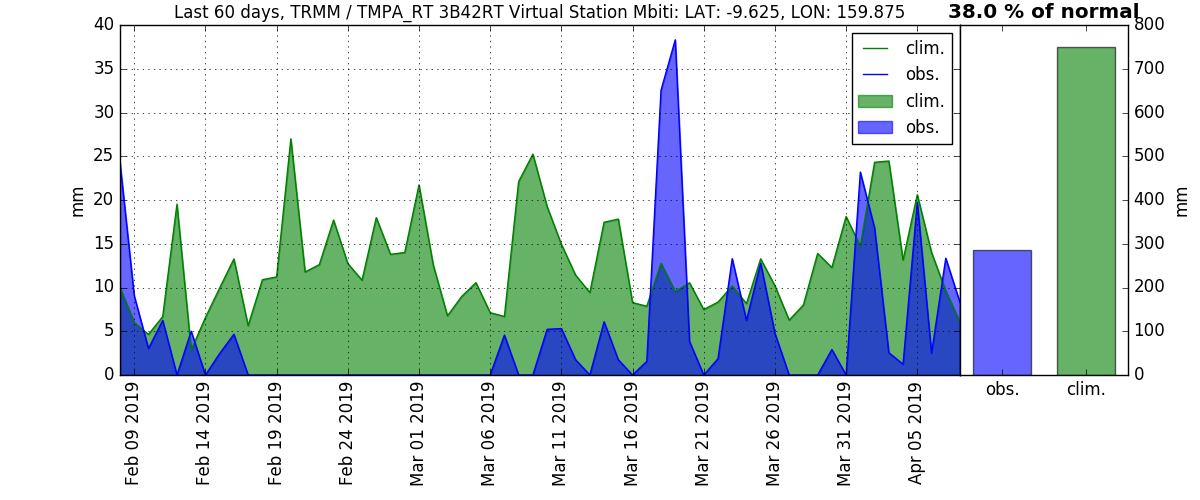 Last 60 days, TRMM / TMPA_RT 3B42RT Virtual Station Mbiti: LAT: -9.625, LON: 159.875
38.0 % of normal
mm
40
35
30
25
20
15
10
5
0
clim.
obs.
clim.
obs.
Feb 09 2019
Feb 14 2019
Feb 19 2019
Feb 24 2019
Mar 01 2019
Mar 06 2019
Mar 11 2019
Mar 16 2019
Mar 21 2019
Mar 26 2019
Mar 31 2019
Apr 05 2019
800
700
600
500
400
300
200
100
0
mm
obs.
clim.